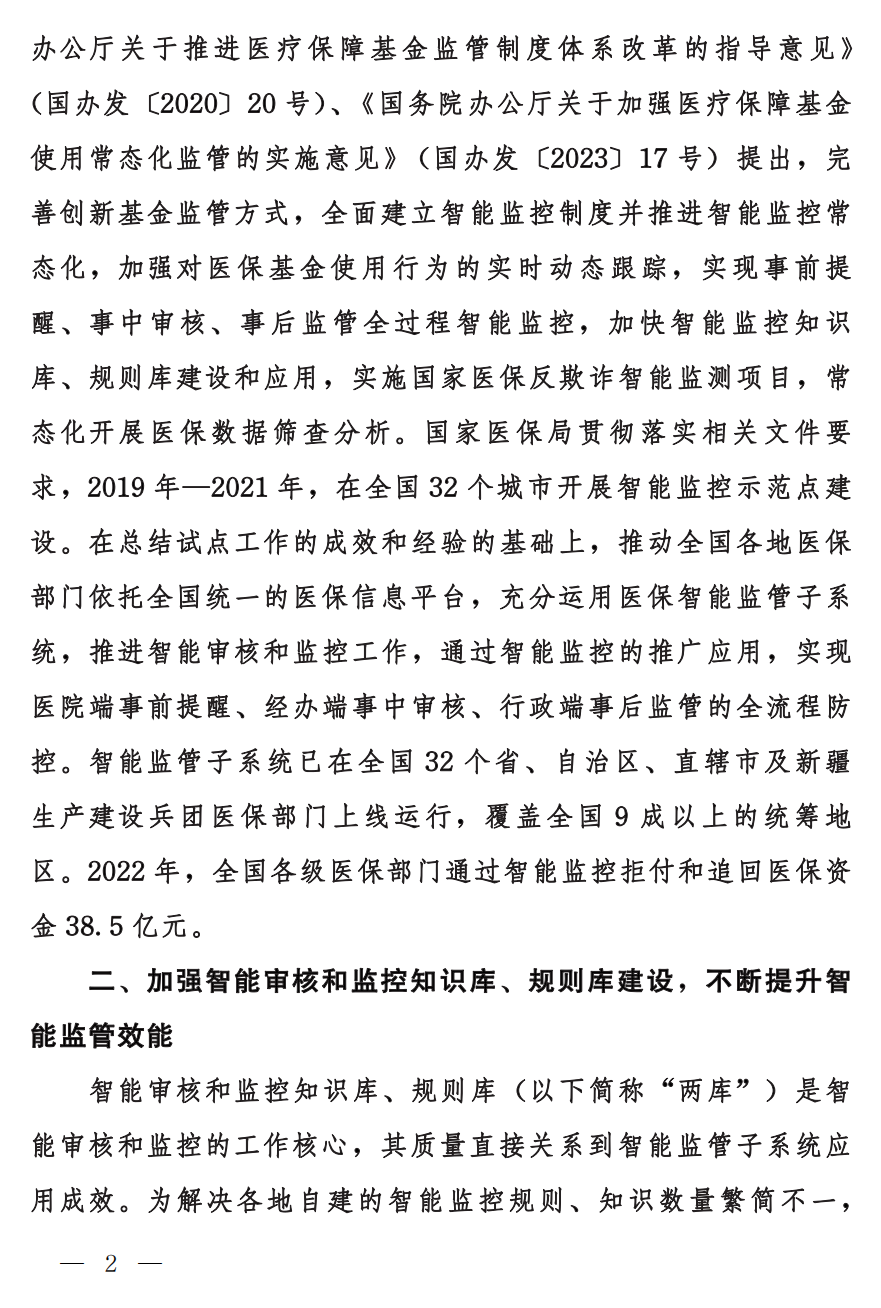 办公厅关于推进医疗保障基金监管制度体系改革的指导意见》
（国办发〔2020〕20 号）、《国务院办公厅关于加强医疗保障基金
使用常态化监管的实施意见》（国办发〔2023〕17 号）提出，完
善创新基金监管方式，全面建立智能监控制度并推进智能监控常
态化，加强对医保基金使用行为的实时动态跟踪，实现事前提
醒、事中审核、事后监管全过程智能监控，加快智能监控知识
库、规则库建设和应用，实施国家医保反欺诈智能监测项目，常
态化开展医保数据筛查分析。国家医保局贯彻落实相关文件要
求，2019 年—2021 年，在全国 32 个城市开展智能监控示范点建
设。在总结试点工作的成效和经验的基础上，推动全国各地医保
部门依托全国统一的医保信息平台，充分运用医保智能监管子系
统，推进智能审核和监控工作，通过智能监控的推广应用，实现
医院端事前提醒、经办端事中审核、行政端事后监管的全流程防
控。智能监管子系统已在全国 32 个省、自治区、直辖市及新疆
生产建设兵团医保部门上线运行，覆盖全国 9 成以上的统筹地
区。2022 年，全国各级医保部门通过智能监控拒付和追回医保资
金 38.5 亿元。
二、加强智能审核和监控知识库、规则库建设，不断提升智
能监管效能
智能审核和监控知识库、规则库（以下简称“两库”）是智
能审核和监控的工作核心，其质量直接关系到智能监管子系统应
用成效。为解决各地自建的智能监控规则、知识数量繁简不一，
— 2 —